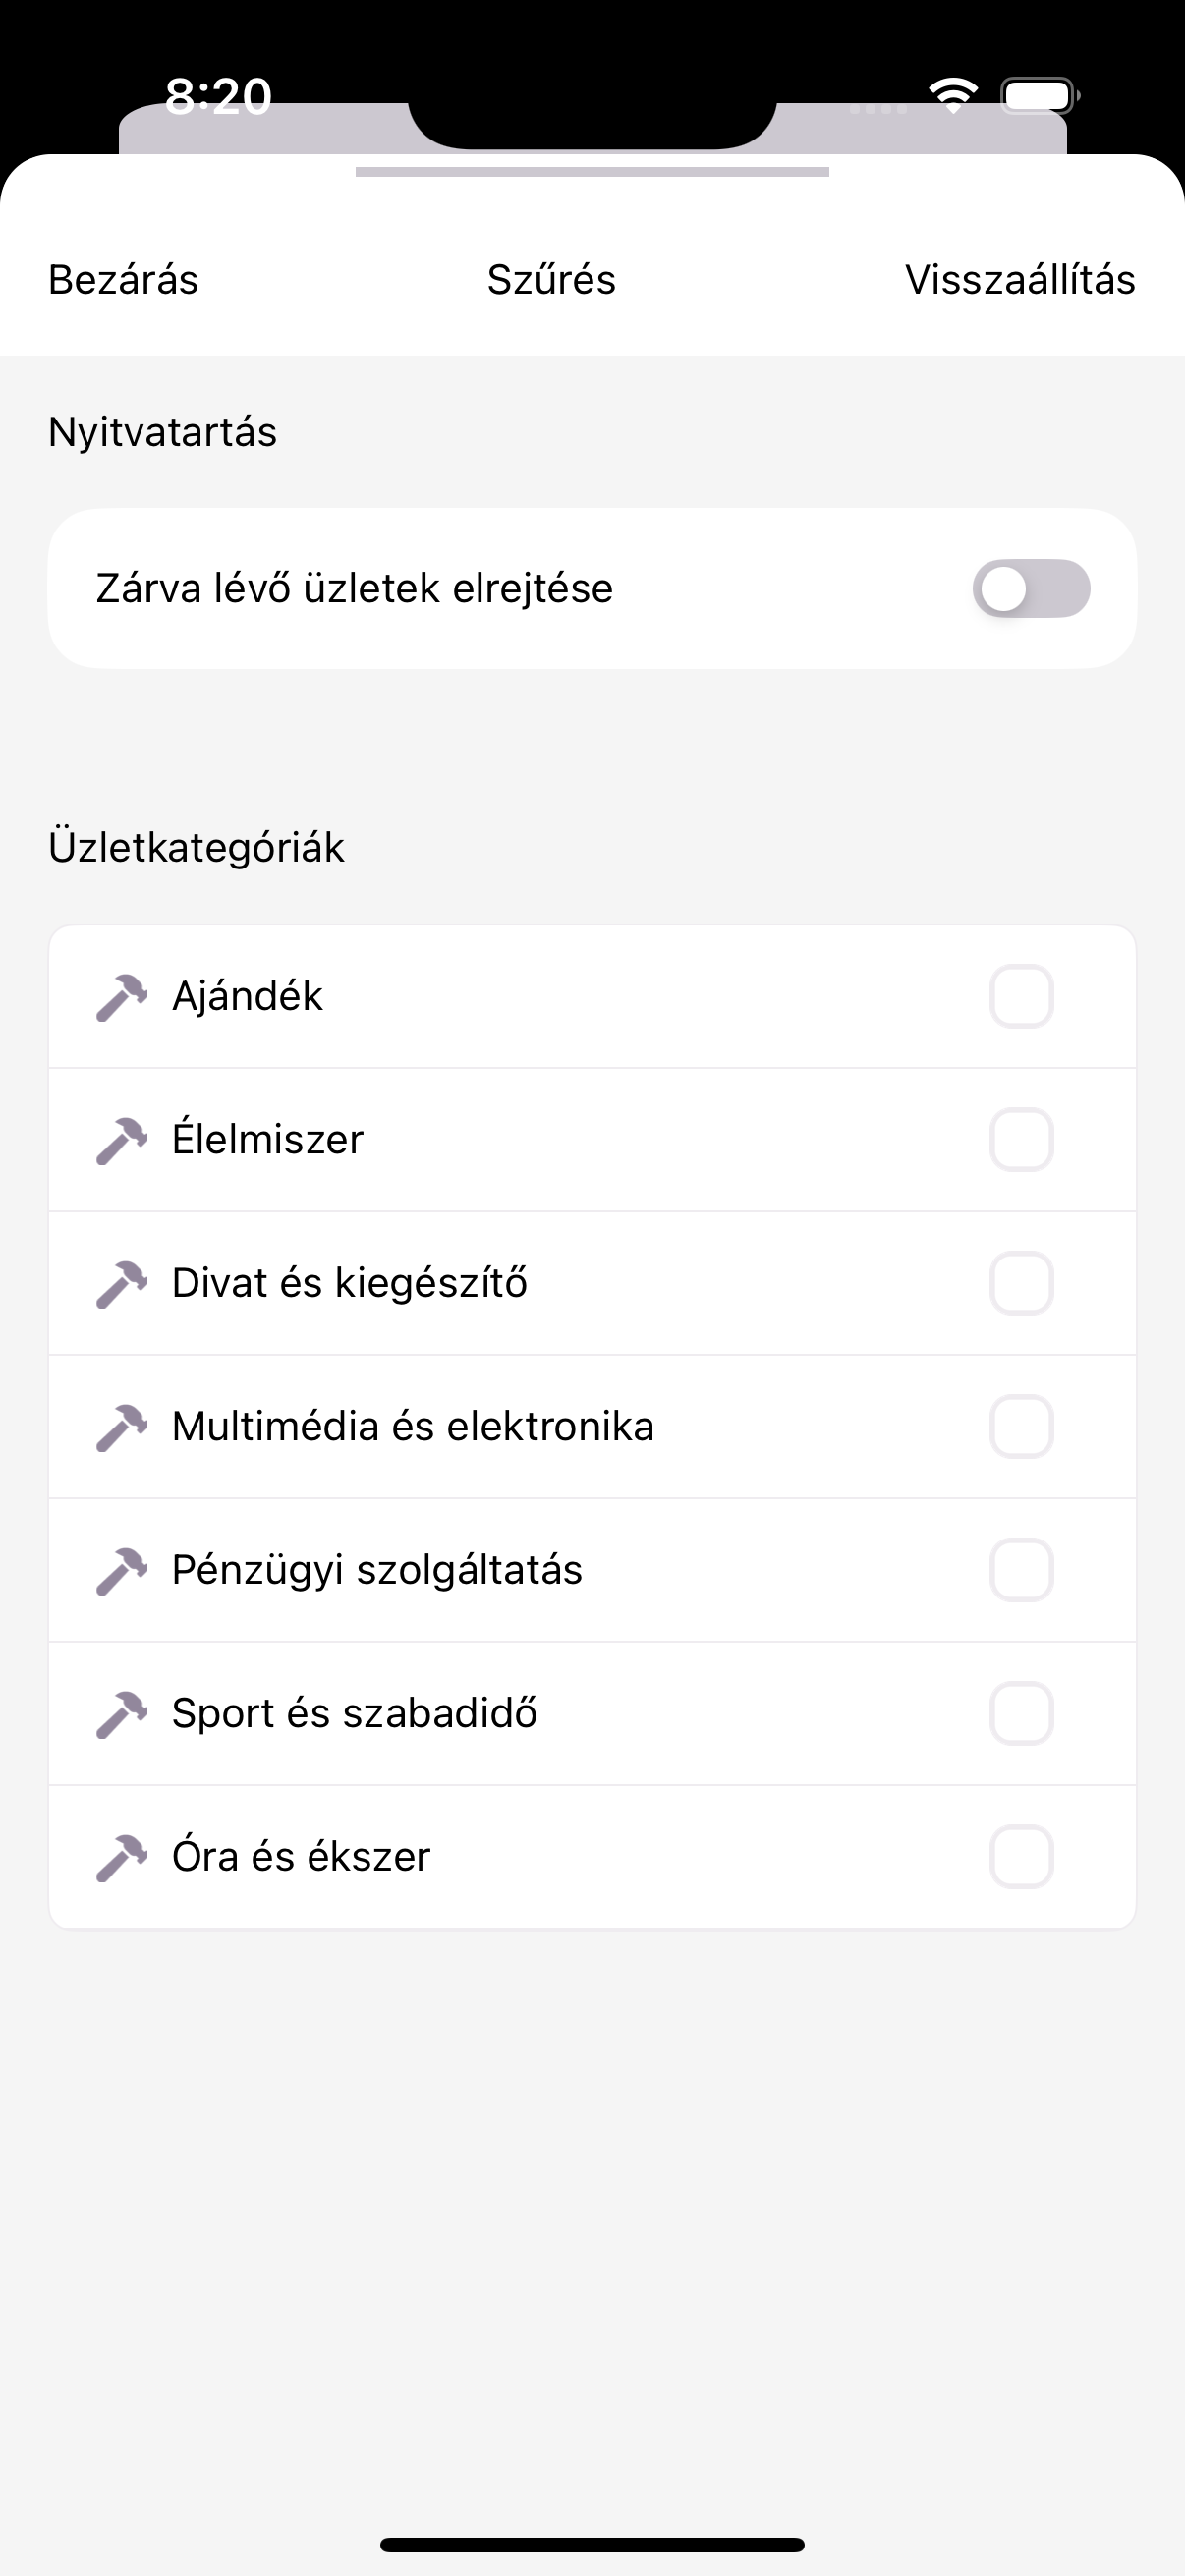 8:20
Bezárás Szűrés Visszaállítás
Nyitvatartás
Zárva lévő üzletek elrejtése
Üzletkategóriák
Ajándék
Élelmiszer
Divat és kiegészítő
Multimédia és elektronika
Pénzügyi szolgáltatás
Sport és szabadidő
Óra és ékszer